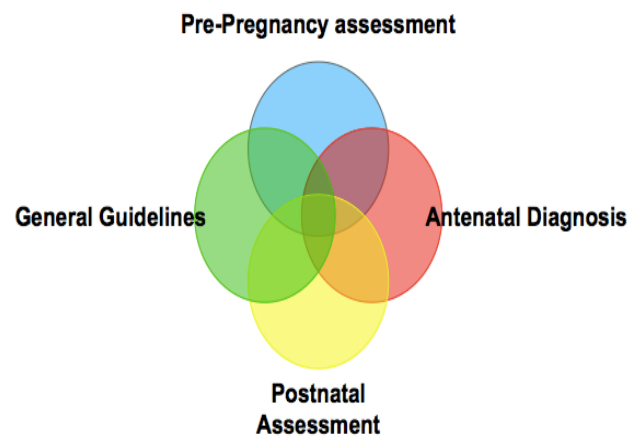 Pre-Pregnancy assessment
General Guidelines
Antenatal Diagnosis
Postnatal
Assessment